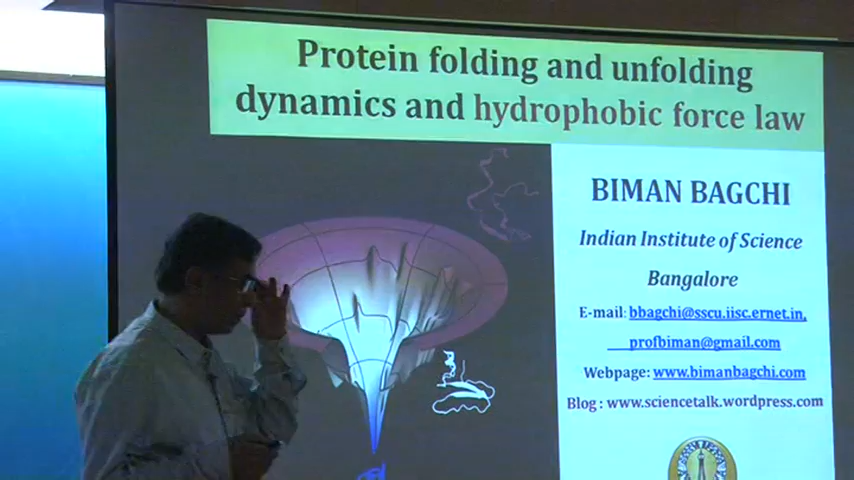 Protein folding and unfolding
dynamics and hydrophobic force law
BIMAN BAGCHI
Indian Institute of Science
Bangalore
E-mail: bbagchi@sscu.iisc.ernet.in,
profbiman@gmail.com
Webpage: www.bimanbagchi.com
Blog : www.sciencetalk.wordpress.com